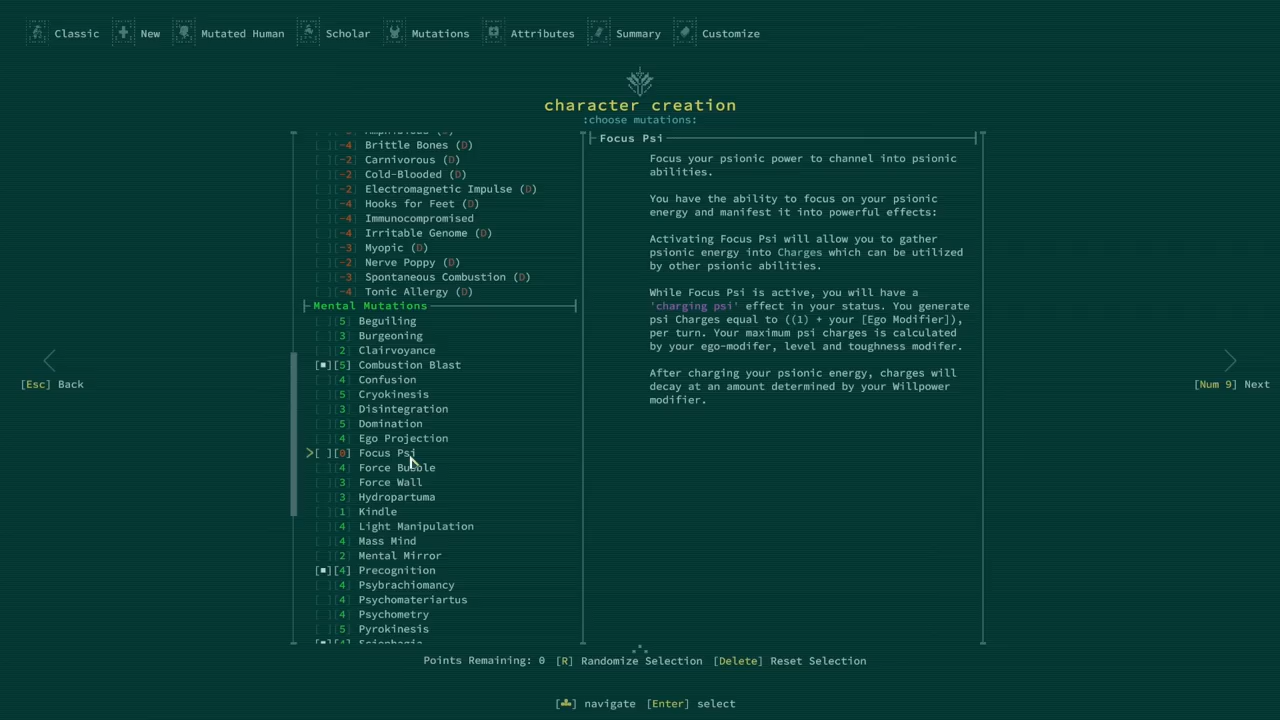 Classic New Mutated Human Scholar Mutations Attributes Summary Customize
character creation
:choose mutations:
[ ][-4] Brittle Bones (D)
[ ][-2] Carnivorous (D)
[ ][-2] Cold-Blooded (D)
[ ][-2] Electromagnetic Impulse (D)
[ ][-4] Hooks for Feet (D)
[ ][-4] Immunocompromised
[ ][-4] Irritable Genome (D)
[ ][-3] Myopic (D)
[ ][-2] Nerve Poppy (D)
[ ][-3] Spontaneous Combustion (D)
[ ][-4] Tonic Allergy (D)
Mental Mutations
[ ][5] Beguiling
[ ][3] Burgeoning
[ ][2] Clairvoyance
[■][5] Combustion Blast
[ ][4] Confusion
[ ][5] Cryokinesis
[ ][3] Disintegration
[ ][5] Domination
[ ][4] Ego Projection
>[ ][0] Focus Psi
[ ][4] Force Bubble
[ ][3] Force Wall
[ ][3] Hydropartuma
[ ][1] Kindle
[ ][4] Light Manipulation
[ ][4] Mass Mind
[ ][2] Mental Mirror
[■][4] Precognition
[ ][4] Psybrachiomancy
[ ][4] Psychomateriartus
[ ][4] Psychometry
[ ][5] Pyrokinesis
Focus Psi
Focus your psionic power to channel into psionic
abilities.
You have the ability to focus on your psionic
energy and manifest it into powerful effects:
Activating Focus Psi will allow you to gather
psionic energy into Charges which can be utilized
by other psionic abilities.
While Focus Psi is active, you will have a
'charging psi' effect in your status. You generate
psi Charges equal to ((1) + your [Ego Modifier]),
per turn. Your maximum psi charges is calculated
by your ego-modifer, level and toughness modifer.
After charging your psionic energy, charges will
decay at an amount determined by your Willpower
modifier.
[Esc] Back
[Num 9] Next
Points Remaining: 0 [R] Randomize Selection [Delete] Reset Selection
navigate [Enter] select